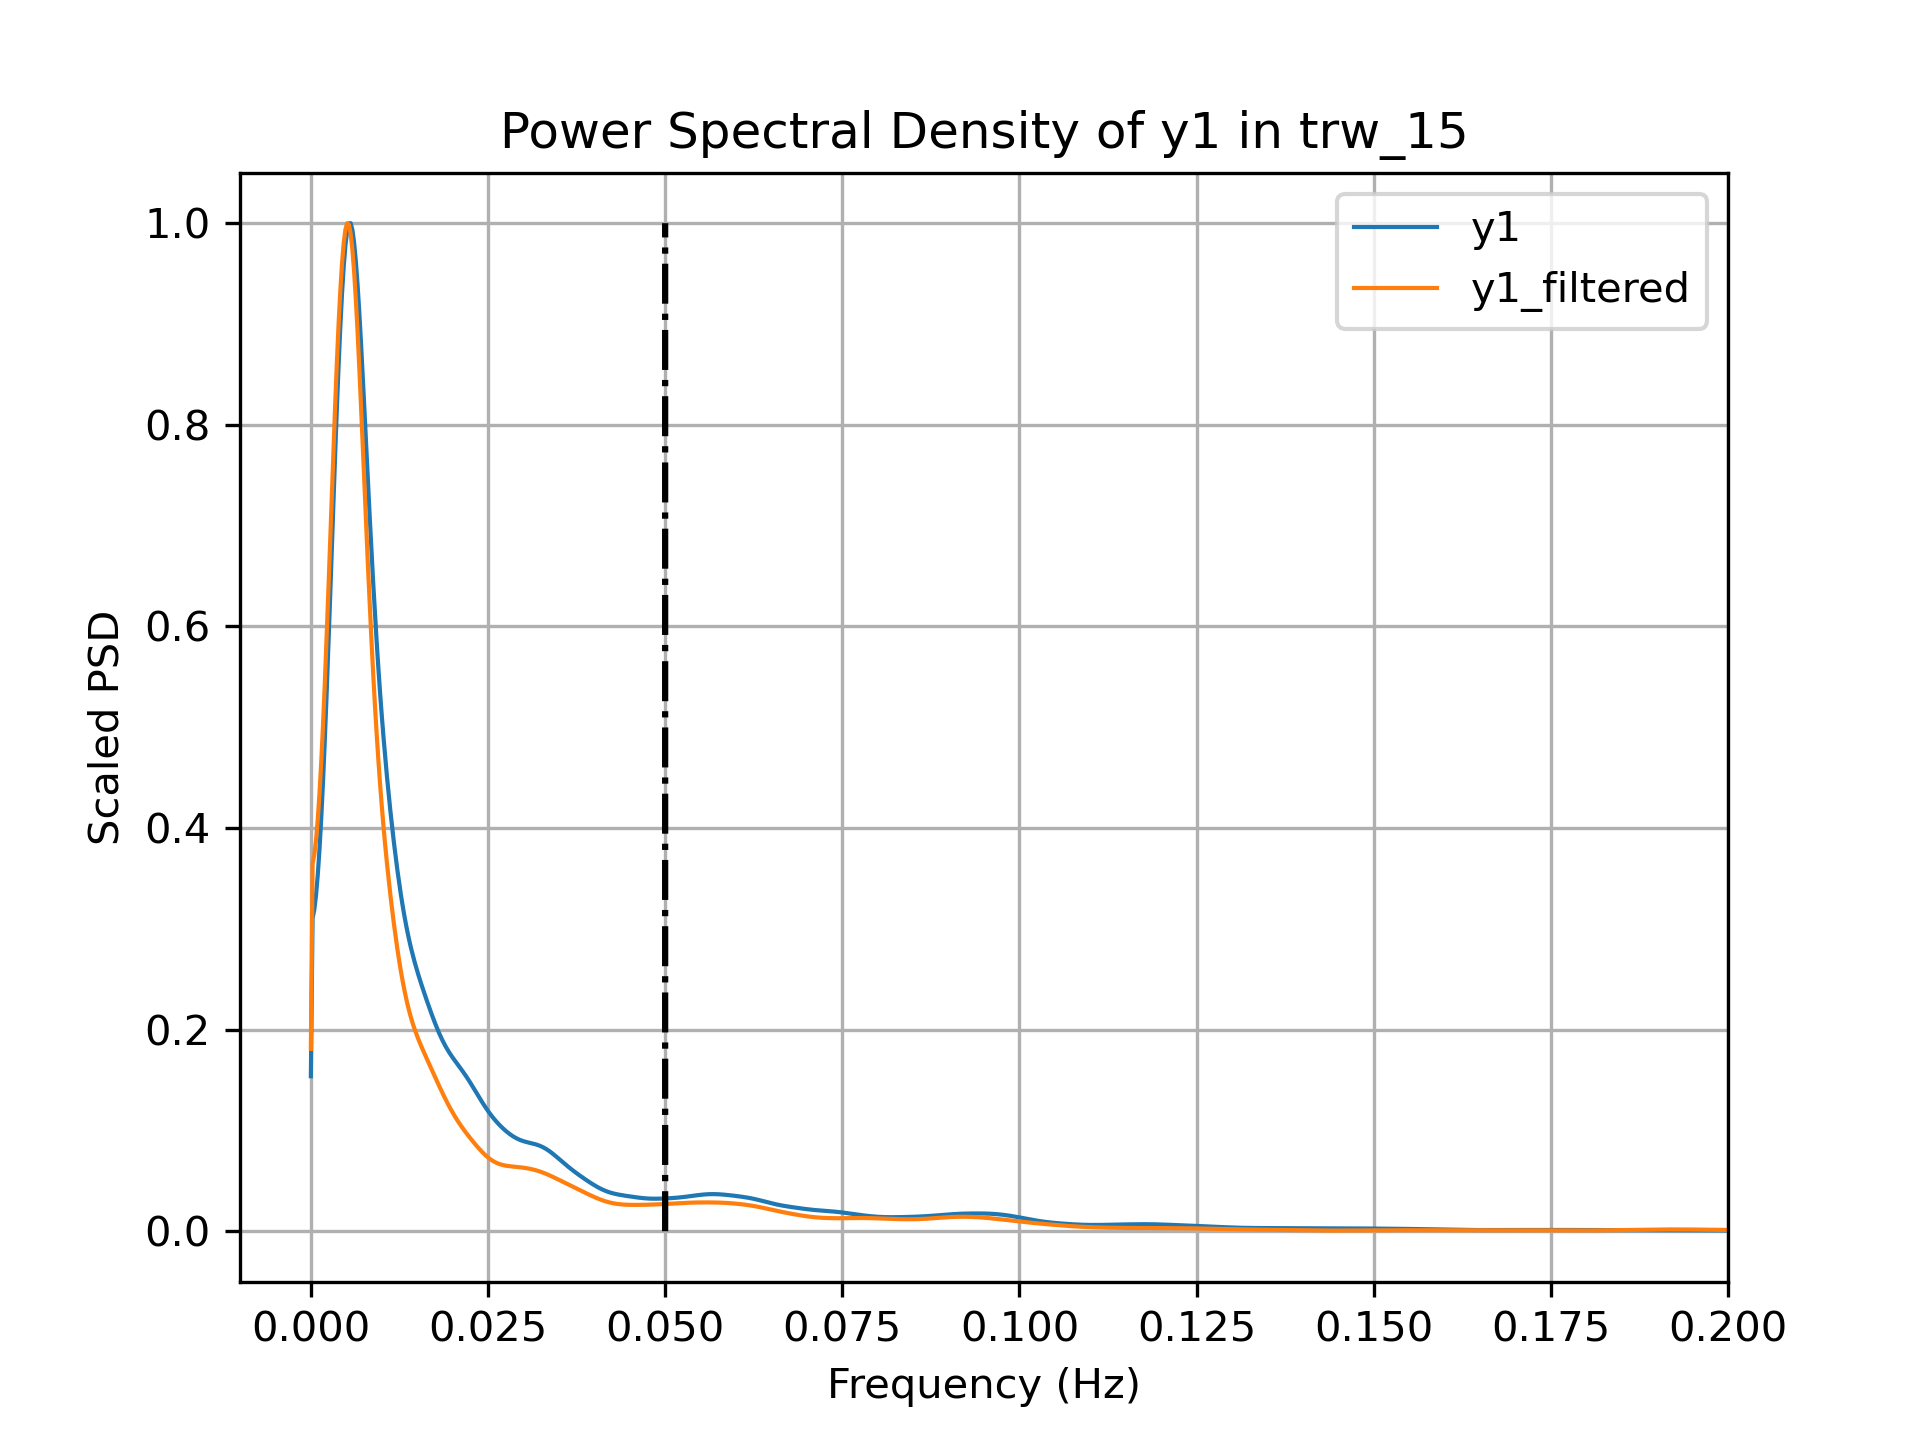 Power Spectral Density of y1 in trw_15
y1
y1_filtered
1.0
0.8
0.6
0.4
0.2
0.0
Scaled PSD
0.000 0.025 0.050 0.075 0.100 0.125 0.150 0.175 0.200
Frequency (Hz)